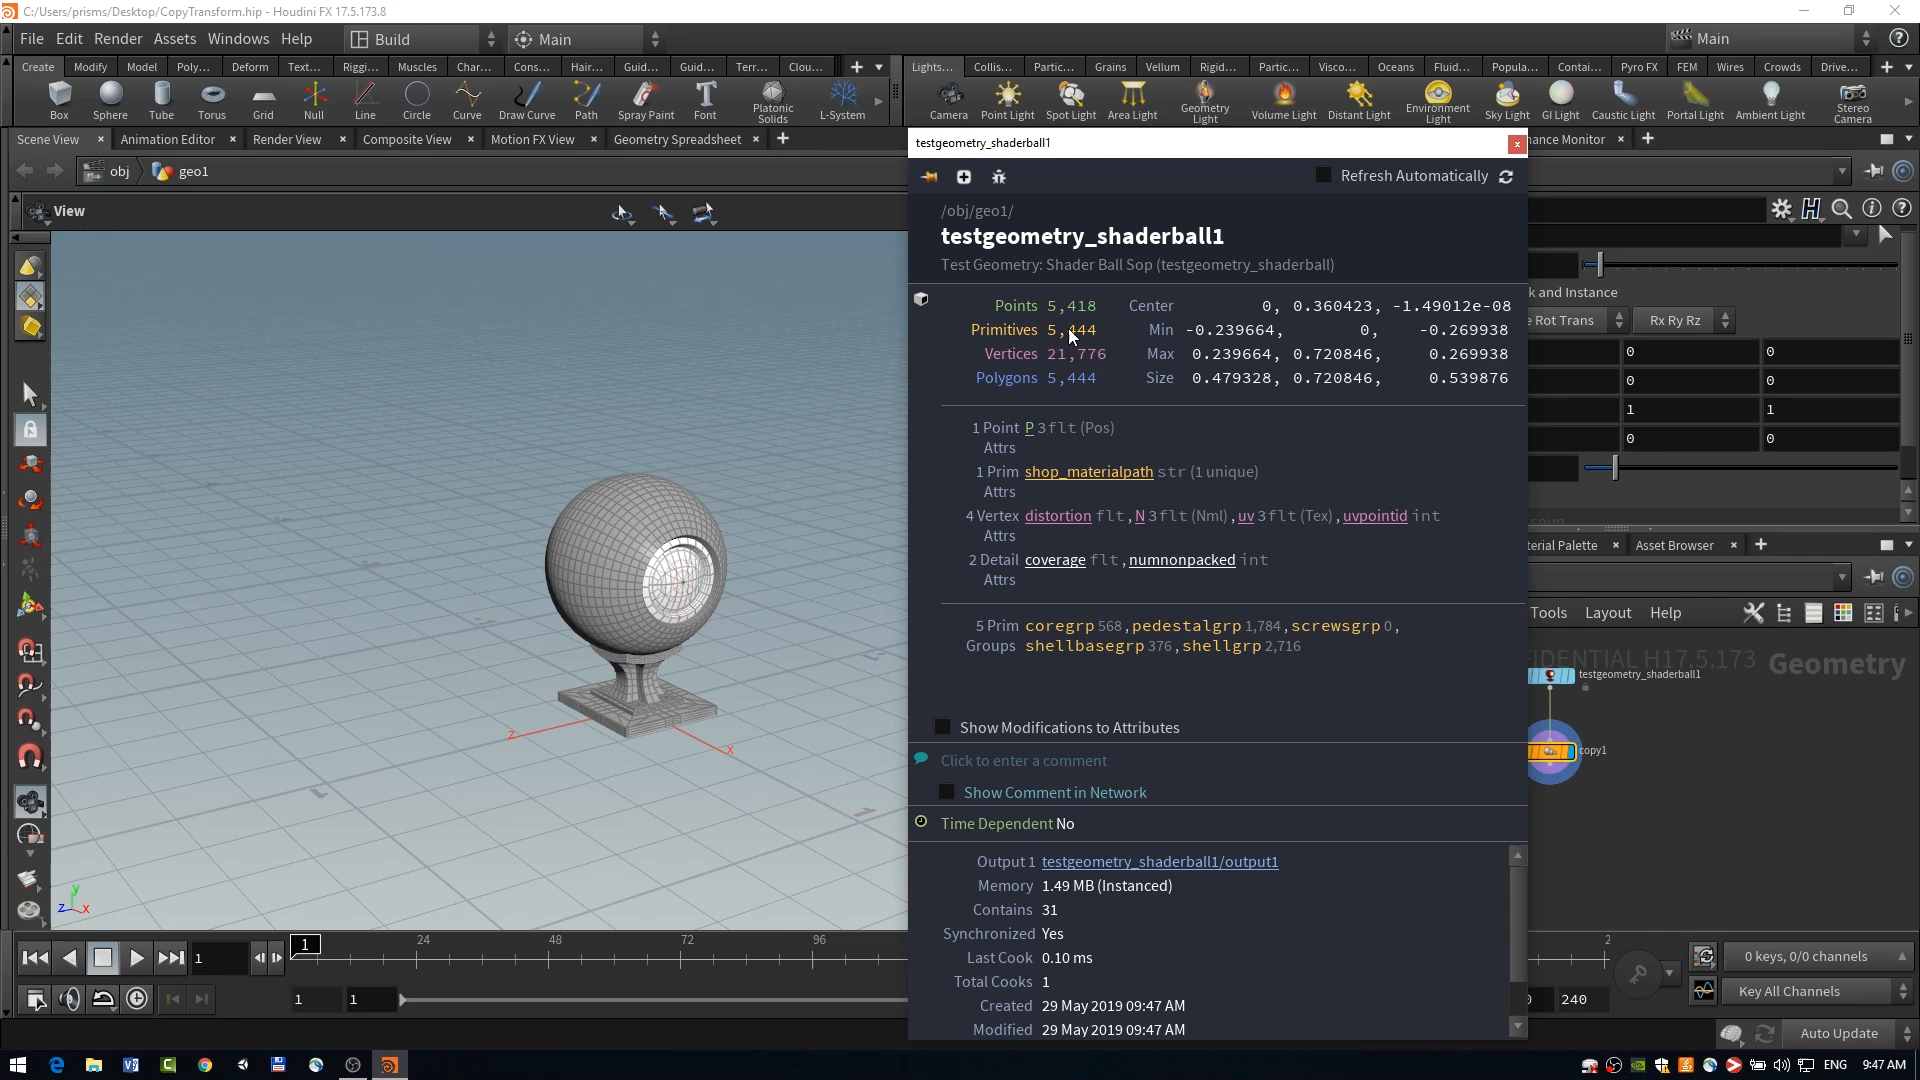 C:/Users/prisms/Desktop/CopyTransform.hip - Houdini FX 17.5.173.8
File Edit Render Assets Windows Help Build Main Main
Create Modify Model Poly... Deform Text... Riggi... Muscles Char... Cons... Hair... Guid... Guid... Terr... Clou... Lights... Collis... Partic... Grains Vellum Rigid... Partic... Visco... Oceans Fluid... Popula... Contai... Pyro FX FEM Wires Crowds Drive...
Box Sphere Tube Torus Grid Null Line Circle Curve Draw Curve Path Spray Paint Font Platonic Solids L-System Camera Point Light Spot Light Area Light Geometry Light Volume Light Distant Light Environment Light Sky Light GI Light Caustic Light Portal Light Ambient Light Stereo Camera
Scene View Animation Editor Render View Composite View Motion FX View Geometry Spreadsheet
testgeometry_shaderball1
mance Monitor
obj geo1
Refresh Automatically
View
/obj/geo1/
testgeometry_shaderball1
Test Geometry: Shader Ball Sop (testgeometry_shaderball)
Points 5,418 Center 0, 0.360423, -1.49012e-08
Primitives 5,444 Min -0.239664, 0, -0.269938
Vertices 21,776 Max 0.239664, 0.720846, 0.269938
Polygons 5,444 Size 0.479328, 0.720846, 0.539876
1 Point Attrs P 3flt (Pos)
1 Prim Attrs shop_materialpath str (1 unique)
4 Vertex Attrs distortion flt, N 3flt (Nml), uv 3flt (Tex), uvpointid int
2 Detail Attrs coverage flt, numnonpacked int
5 Prim Groups coregrp 568, pedestalgrp 1,784, screwsgrp 0,
shellbasegrp 376, shellgrp 2,716
Show Modifications to Attributes
Click to enter a comment
Show Comment in Network
Time Dependent No
Output 1 testgeometry_shaderball1/output1
Memory 1.49 MB (Instanced)
Contains 31
Synchronized Yes
Last Cook 0.10 ms
Total Cooks 1
Created 29 May 2019 09:47 AM
Modified 29 May 2019 09:47 AM
k and Instance
e Rot Trans Rx Ry Rz
0 0
0 0
1 1
0 0
terial Palette Asset Browser
Tools Layout Help
IDENTIAL H17.5.173 Geometry
testgeometry_shaderball1
copy1
z x
y
z x
1 1 24 48 72 96 2
0 keys, 0/0 channels
1 1 0 240 Key All Channels
Auto Update
ENG 9:47 AM